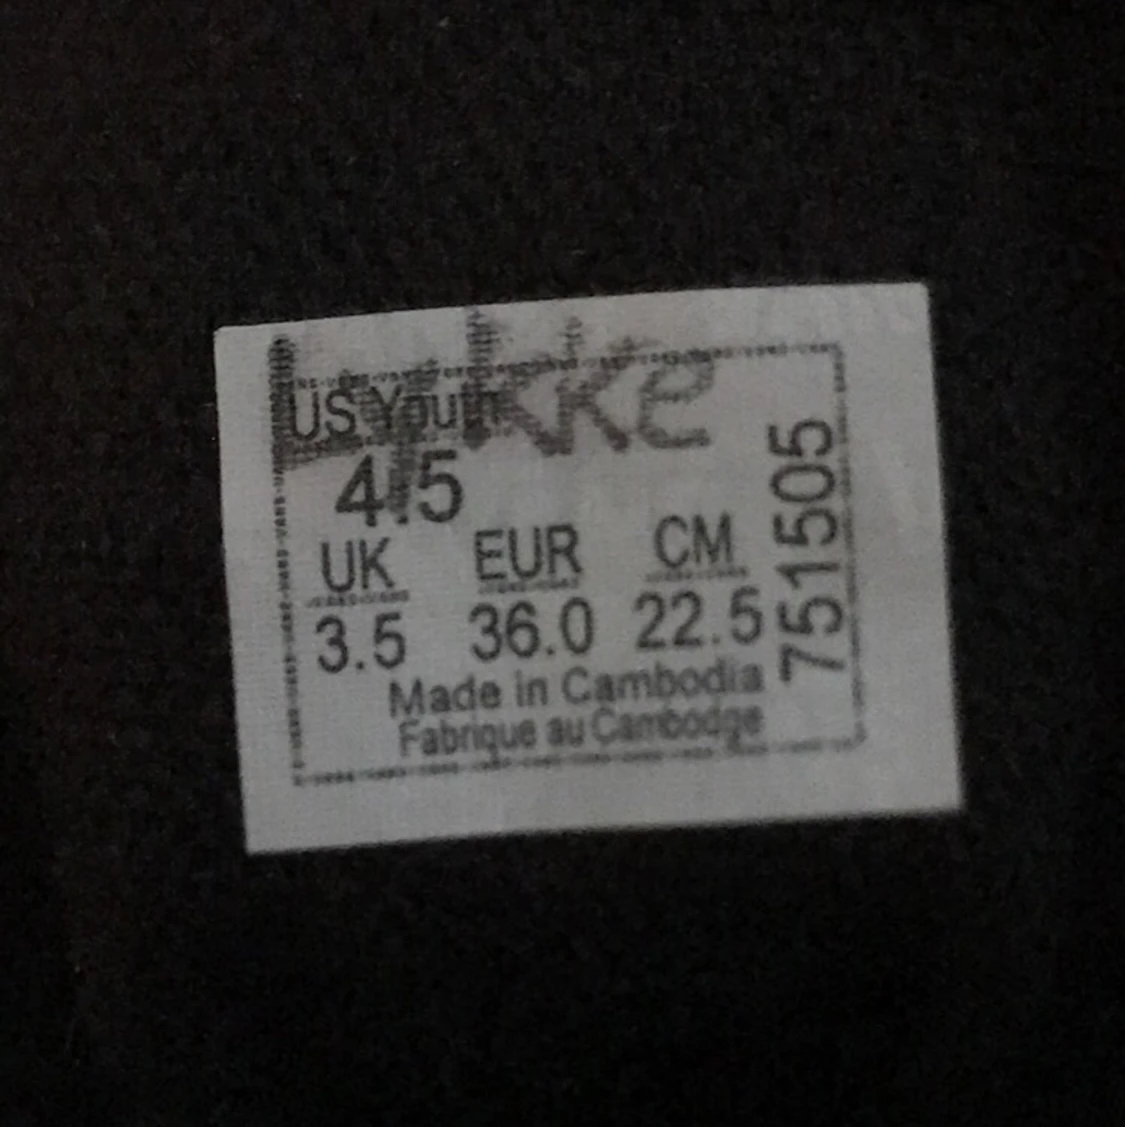 US Youth
4.5
UK EUR CM
3.5 36.0 22.5
Made in Cambodia
Fabrique au Cambodge
751505